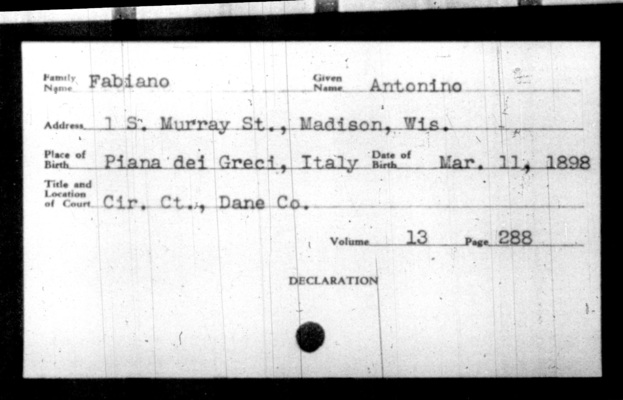 Family Name Fabiano Given Name Antonino
Address 1 S. Murray St., Madison, Wis.
Place of Birth Piana dei Greci, Italy Date of Birth Mar. 11, 1898
Title and Location of Court Cir. Ct., Dane Co.
Volume 13 Page 288
DECLARATION